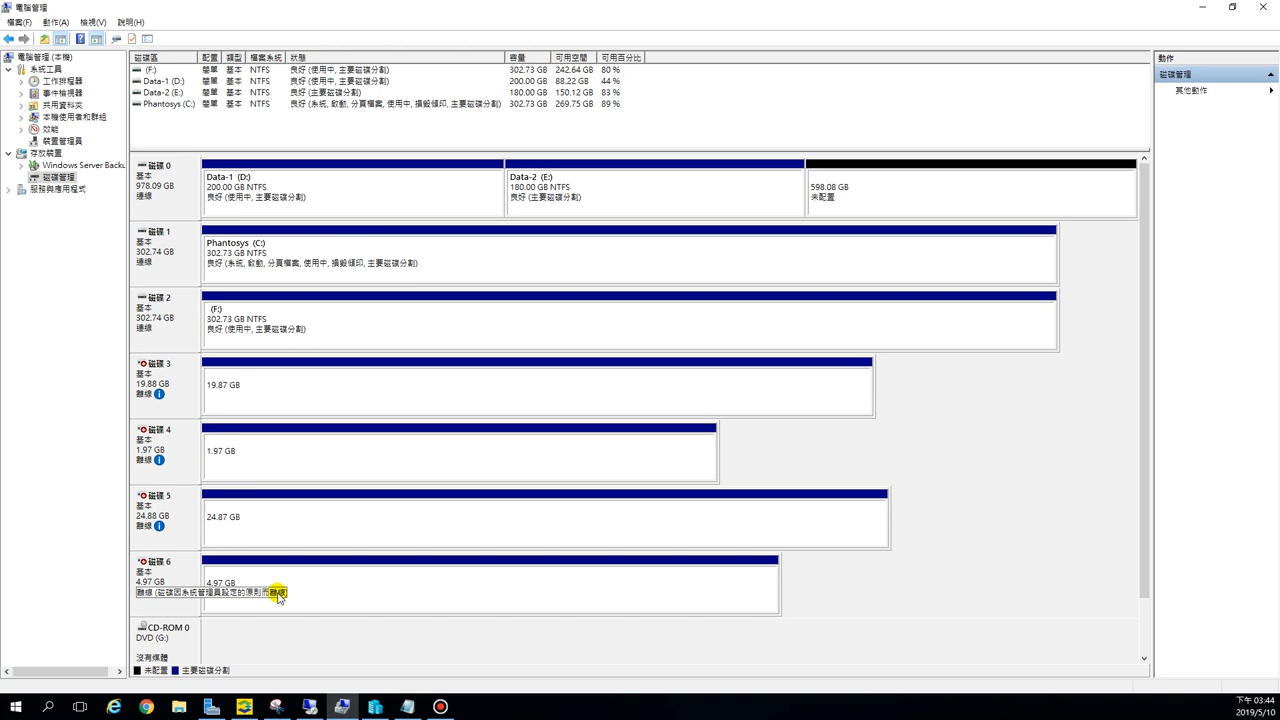 電腦管理
檔案(F) 動作(A) 檢視(V) 說明(H)
電腦管理 (本機)
系統工具
工作排程器
事件檢視器
共用資料夾
本機使用者和群組
效能
裝置管理員
存放裝置
Windows Server Backu
磁碟管理
服務與應用程式
磁碟區 配置 類型 檔案系統 狀態 容量 可用空間 可用百分比
(F:) 簡單 基本 NTFS 良好 (使用中, 主要磁碟分割) 302.73 GB 242.64 GB 80 %
Data-1 (D:) 簡單 基本 NTFS 良好 (使用中, 主要磁碟分割) 200.00 GB 88.22 GB 44 %
Data-2 (E:) 簡單 基本 NTFS 良好 (主要磁碟分割) 180.00 GB 150.12 GB 83 %
Phantosys (C:) 簡單 基本 NTFS 良好 (系統, 啟動, 分頁檔案, 使用中, 損毀傾印, 主要磁碟分割) 302.73 GB 269.75 GB 89 %
磁碟 0
基本
978.09 GB
連線
Data-1 (D:)
200.00 GB NTFS
良好 (使用中, 主要磁碟分割)
Data-2 (E:)
180.00 GB NTFS
良好 (主要磁碟分割)
598.08 GB
未配置
磁碟 1
基本
302.74 GB
連線
Phantosys (C:)
302.73 GB NTFS
良好 (系統, 啟動, 分頁檔案, 使用中, 損毀傾印, 主要磁碟分割)
磁碟 2
基本
302.74 GB
連線
(F:)
302.73 GB NTFS
良好 (使用中, 主要磁碟分割)
磁碟 3
基本
19.88 GB
離線
19.87 GB
磁碟 4
基本
1.97 GB
離線
1.97 GB
磁碟 5
基本
24.88 GB
離線
24.87 GB
磁碟 6
基本
4.97 GB
4.97 GB
離線 (磁碟因系統管理員設定的原則而離線)
CD-ROM 0
DVD (G:)
沒有媒體
未配置 主要磁碟分割
動作
磁碟管理
其他動作
下午 03:44
2019/5/10